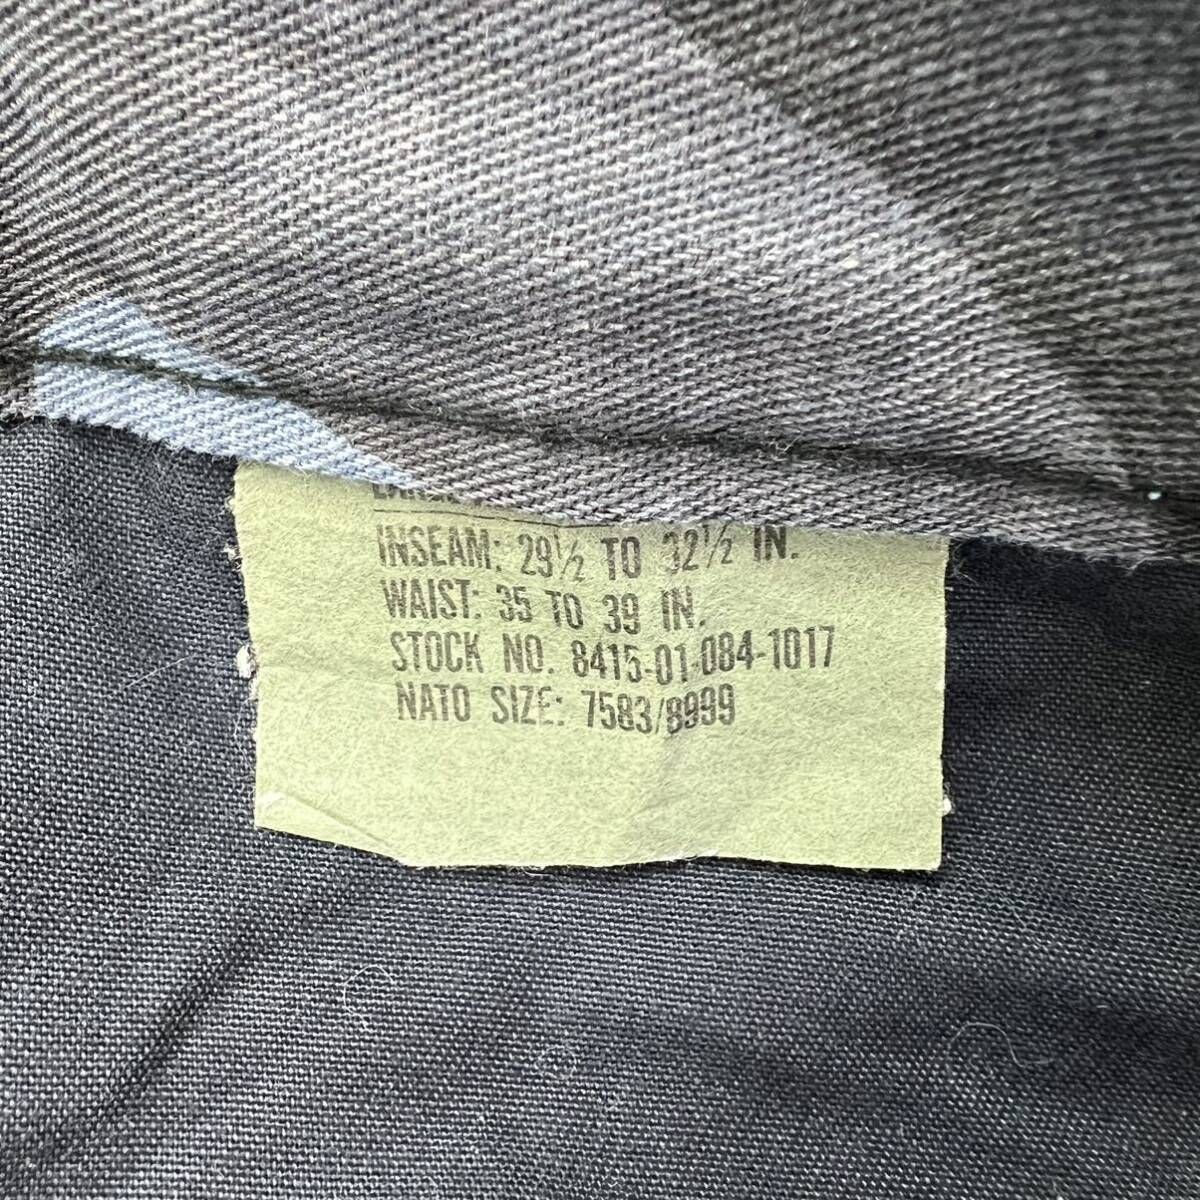 INSEAM: 29½ TO 32½ IN.
WAIST: 35 TO 39 IN.
STOCK NO. 8415-01-084-1017
NATO SIZE: 7583/8999